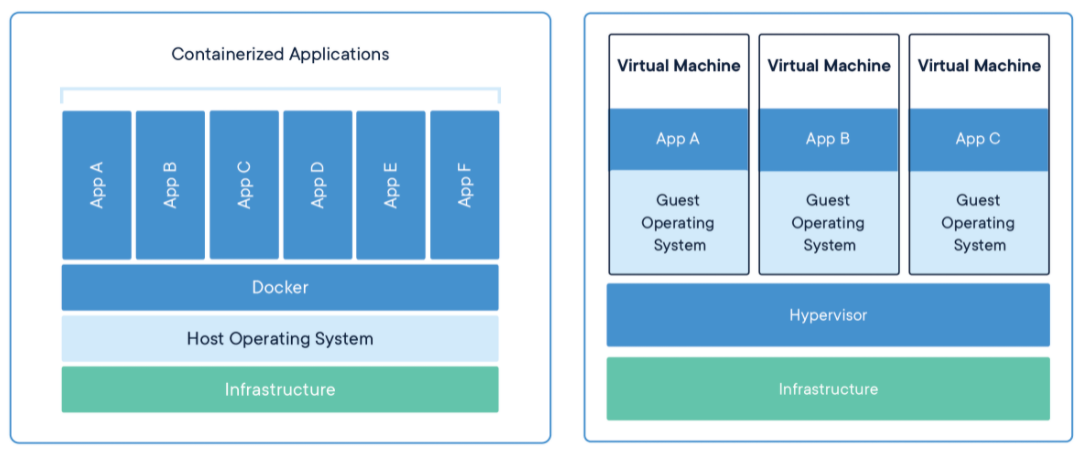 Containerized Applications
App A
App B
App C
App D
App E
App F
Docker
Host Operating System
Infrastructure
Virtual Machine
App A
Guest
Operating
System
Virtual Machine
App B
Guest
Operating
System
Virtual Machine
App C
Guest
Operating
System
Hypervisor
Infrastructure